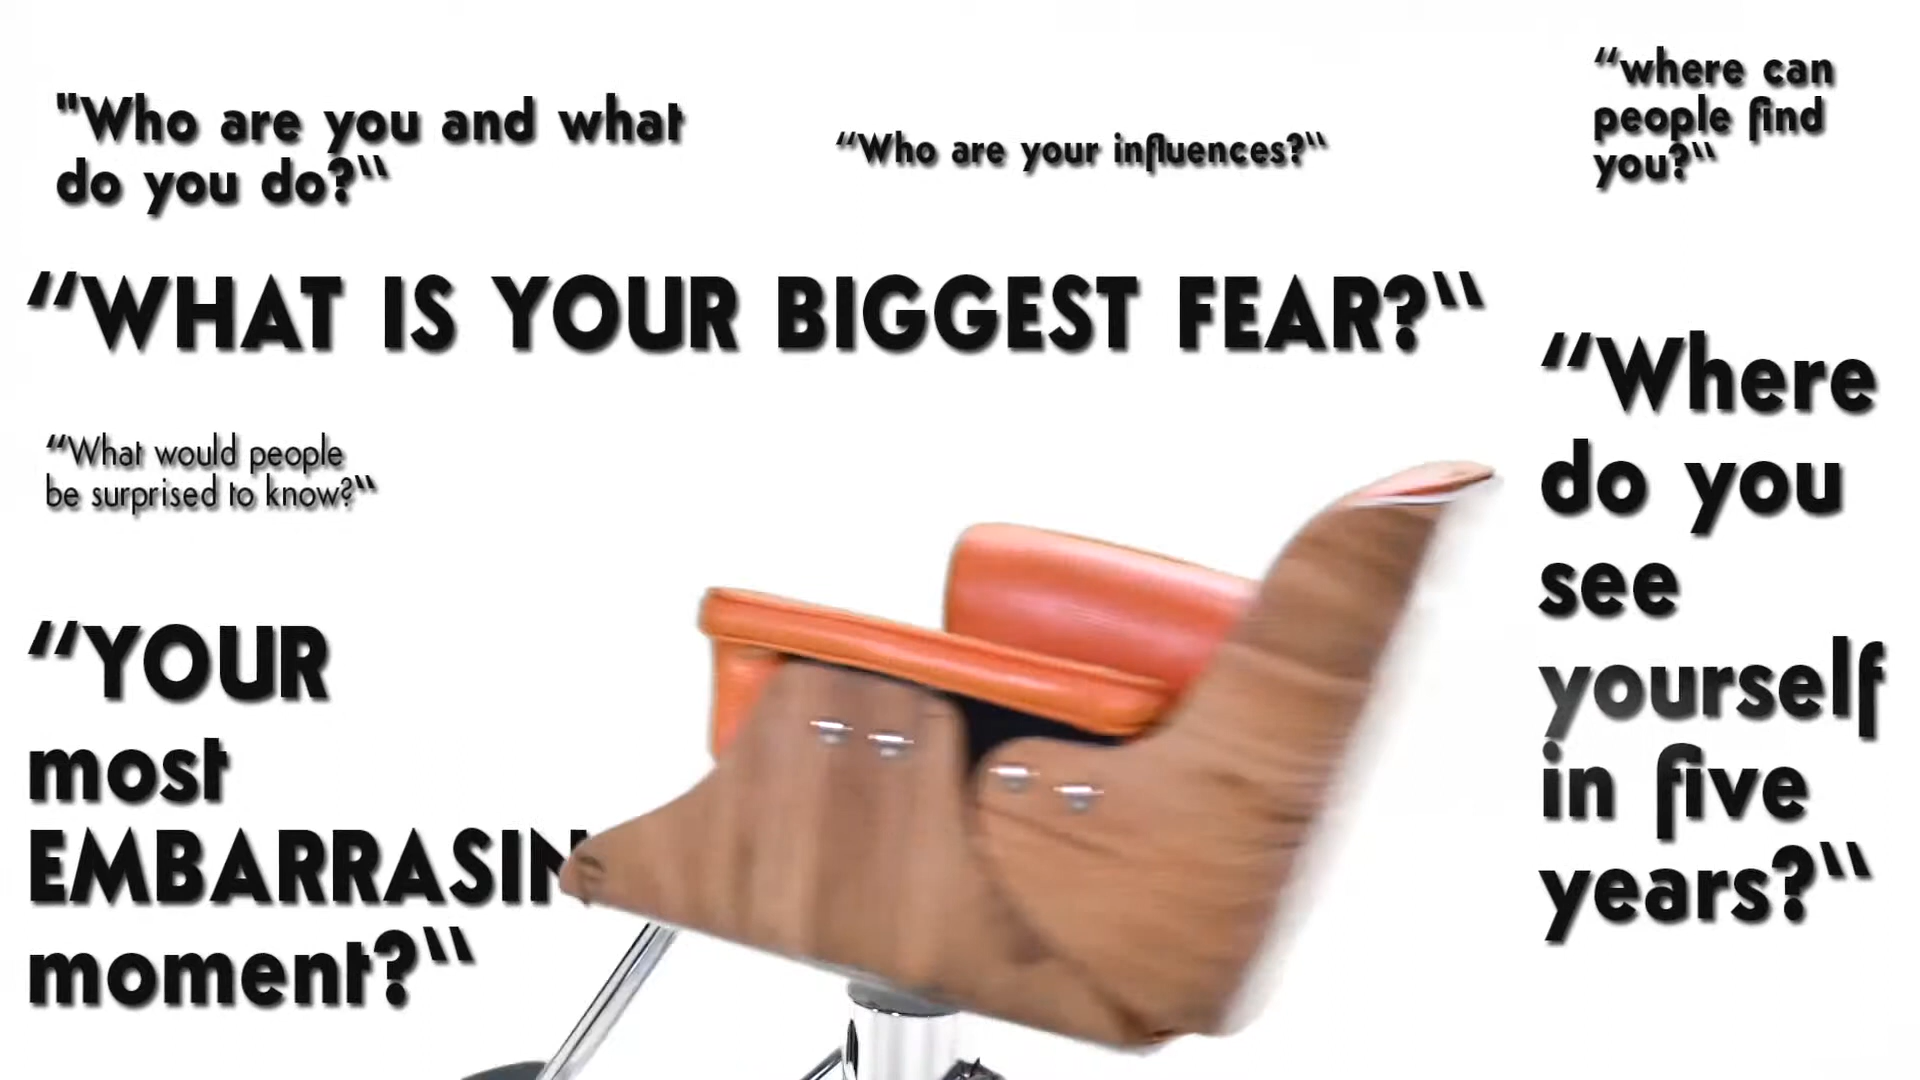 "Who are you and what
do you do?“
“Who are your influences?“
“where can
people find
you?“
“WHAT IS YOUR BIGGEST FEAR?“
“What would people
be surprised to know?“
“Where
do you
see
yourself
in five
years?“
“YOUR
most
EMBARRASIN
moment?“